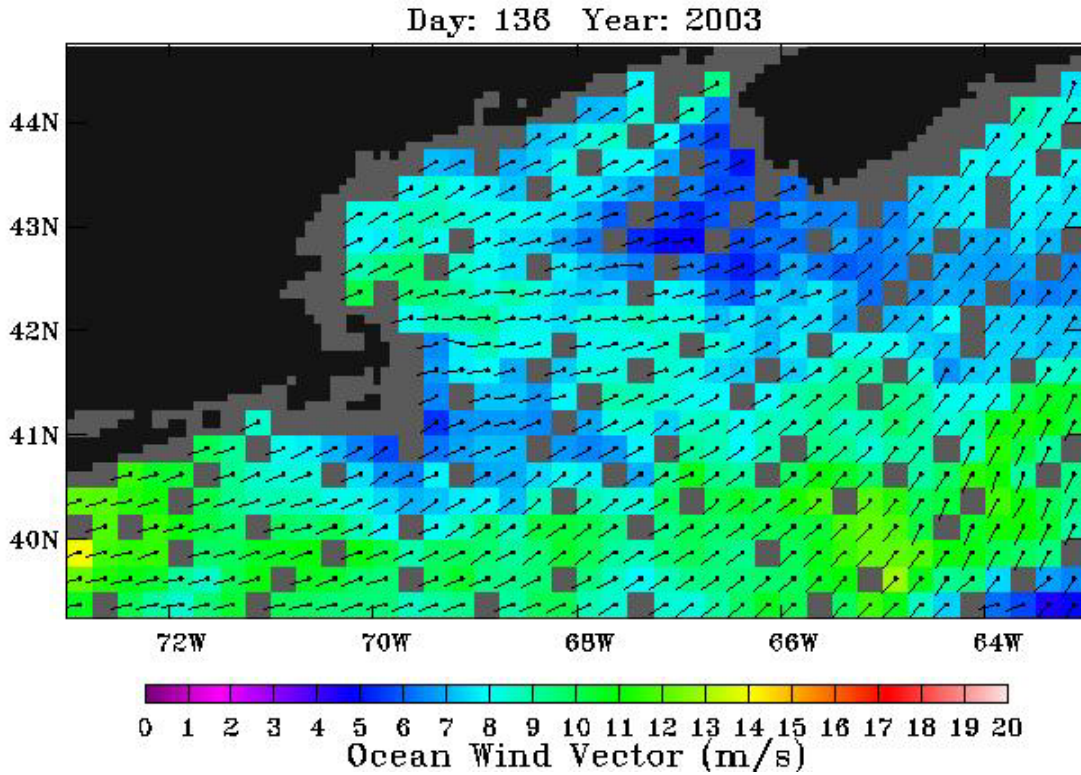 Day: 136 Year: 2003
44N
43N
42N
41N
40N
72W 70W 68W 66W 64W
0 1 2 3 4 5 6 7 8 9 10 11 12 13 14 15 16 17 18 19 20
Ocean Wind Vector (m/s)